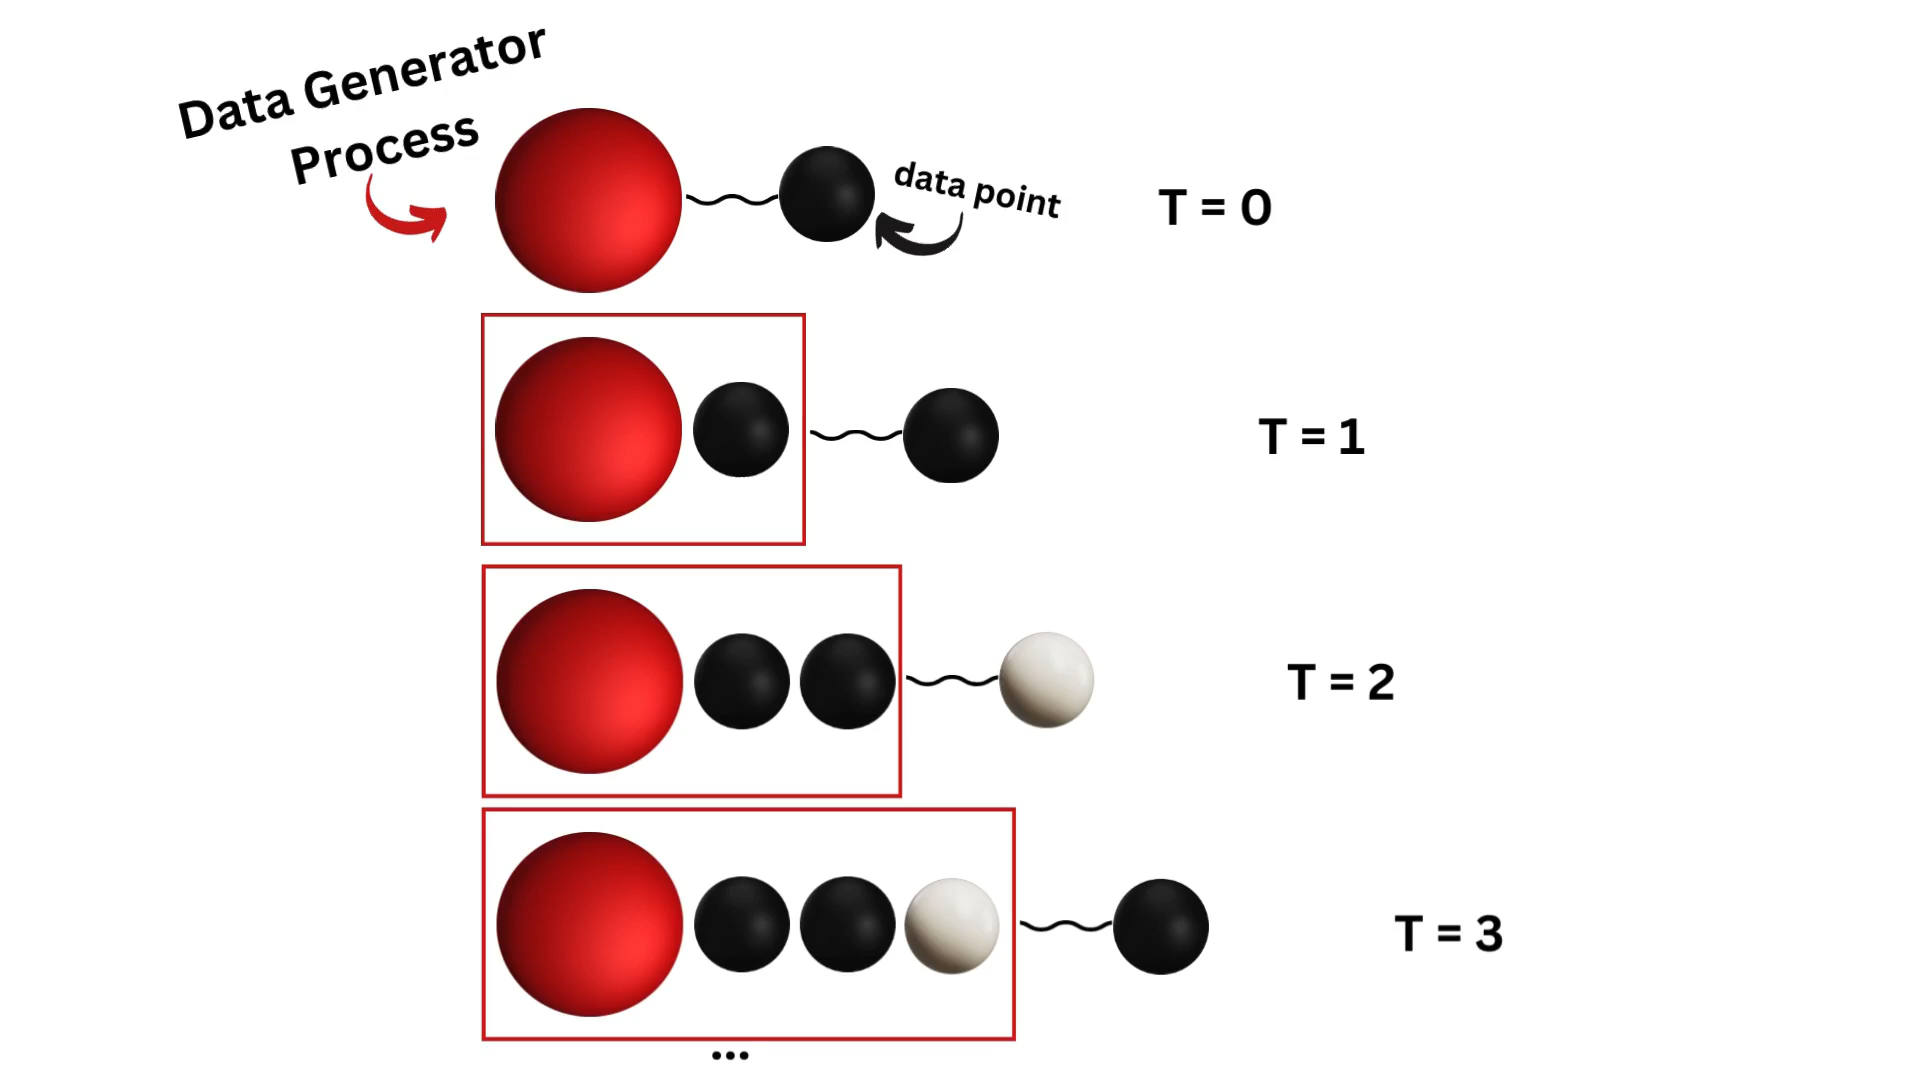 Data Generator
Process
data point
T = 0
T = 1
T = 2
T = 3
...